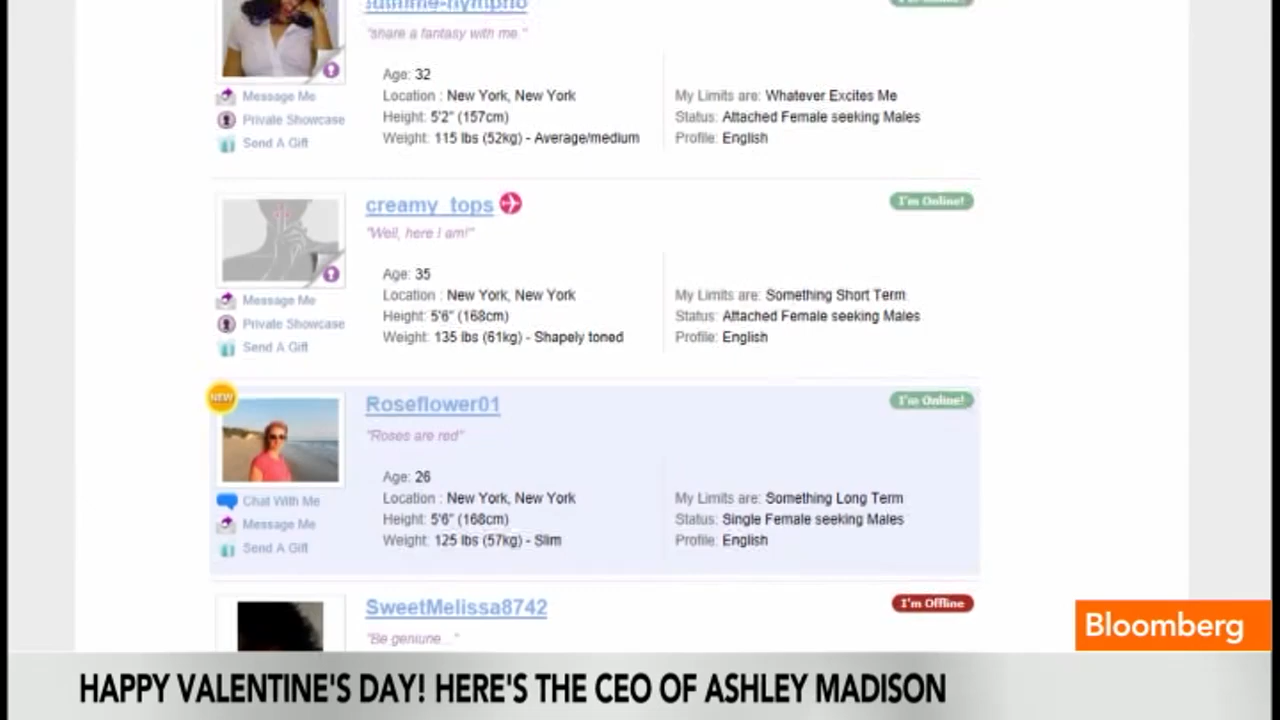 "share a fantasy with me."
Age: 32
Message Me
Location : New York, New York
My Limits are: Whatever Excites Me
Private Showcase
Height: 5'2" (157cm)
Status: Attached Female seeking Males
Send A Gift
Weight: 115 lbs (52kg) - Average/medium
Profile: English
creamy_tops
I'm Online!
"Well, here I am!"
Age: 35
Message Me
Location : New York, New York
My Limits are: Something Short Term
Private Showcase
Height: 5'6" (168cm)
Status: Attached Female seeking Males
Send A Gift
Weight: 135 lbs (61kg) - Shapely toned
Profile: English
NEW
Roseflower01
I'm Online!
"Roses are red"
Age: 26
Chat With Me
Location : New York, New York
My Limits are: Something Long Term
Message Me
Height: 5'6" (168cm)
Status: Single Female seeking Males
Send A Gift
Weight: 125 lbs (57kg) - Slim
Profile: English
SweetMelissa8742
I'm Offline
"Be geniune..."
Bloomberg
HAPPY VALENTINE'S DAY! HERE'S THE CEO OF ASHLEY MADISON